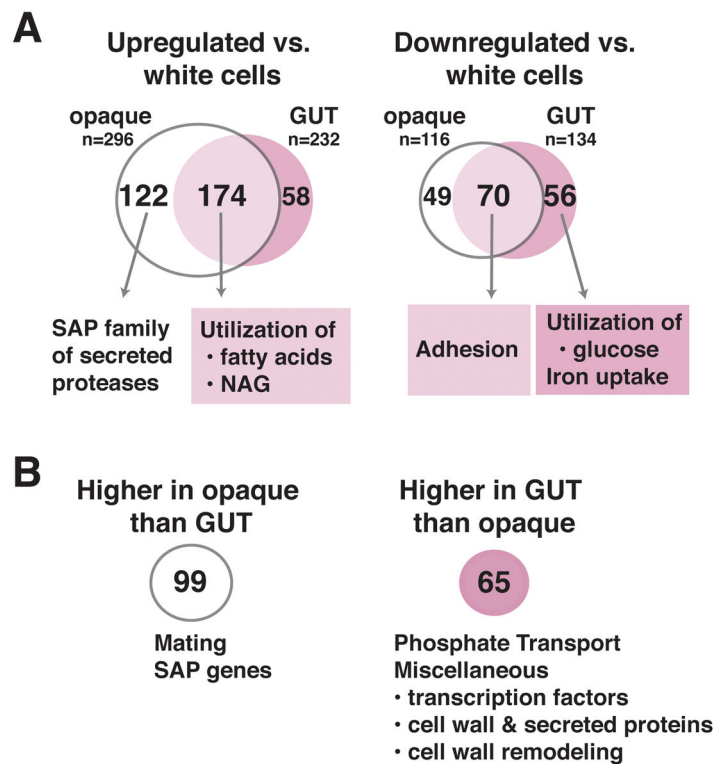 A
Upregulated vs.
white cells
opaque
n=296
GUT
n=232
122
174
58
SAP family
of secreted
proteases
Utilization of
• fatty acids
• NAG
Downregulated vs.
white cells
opaque
n=116
GUT
n=134
49
70
56
Adhesion
Utilization of
• glucose
Iron uptake
B
Higher in opaque
than GUT
99
Mating
SAP genes
Higher in GUT
than opaque
65
Phosphate Transport
Miscellaneous
• transcription factors
• cell wall & secreted proteins
• cell wall remodeling